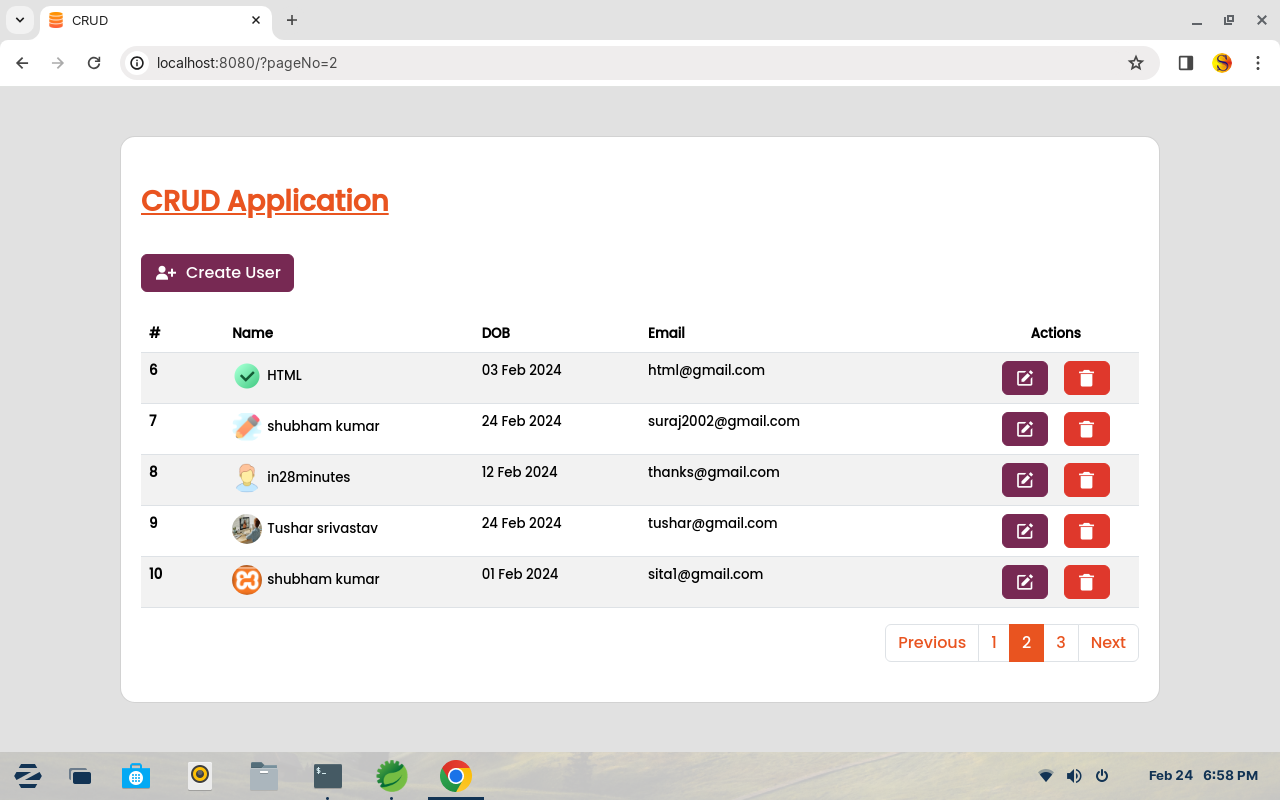 CRUD
localhost:8080/?pageNo=2
CRUD Application
Create User
# Name DOB Email Actions
6 HTML 03 Feb 2024 html@gmail.com
7 shubham kumar 24 Feb 2024 suraj2002@gmail.com
8 in28minutes 12 Feb 2024 thanks@gmail.com
9 Tushar srivastav 24 Feb 2024 tushar@gmail.com
10 shubham kumar 01 Feb 2024 sita1@gmail.com
Previous 1 2 3 Next
Feb 24 6:58 PM